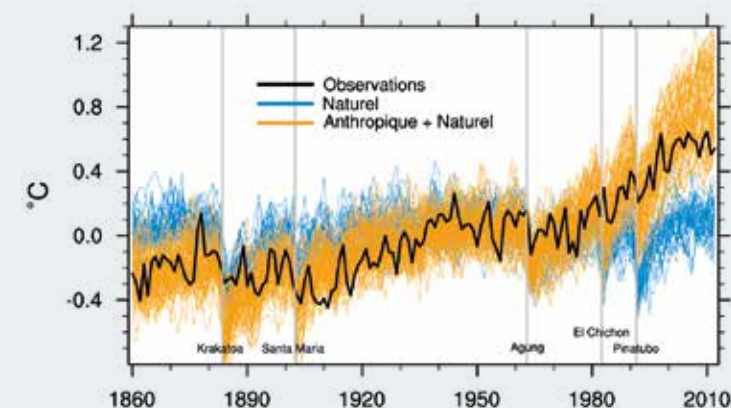 1.2
0.8
0.4
0.0
-0.4
°C
Observations
Naturel
Anthropique + Naturel
El Chichon
Krakatoa Santa Maria Agung Pinatubo
1860 1890 1920 1950 1980 2010